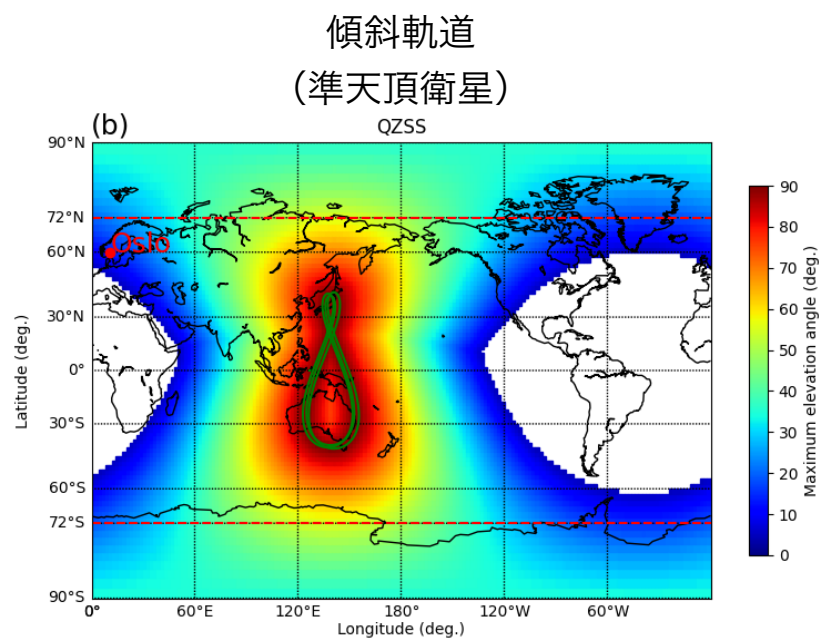 傾斜軌道
（準天頂衛星）
(b)
QZSS
90°N
72°N
60°N
30°N
0°
30°S
60°S
72°S
90°S
Latitude (deg.)
Oslo
0° 60°E 120°E 180° 120°W 60°W
Longitude (deg.)
90
80
70
60
50
40
30
20
10
0
Maximum elevation angle (deg.)